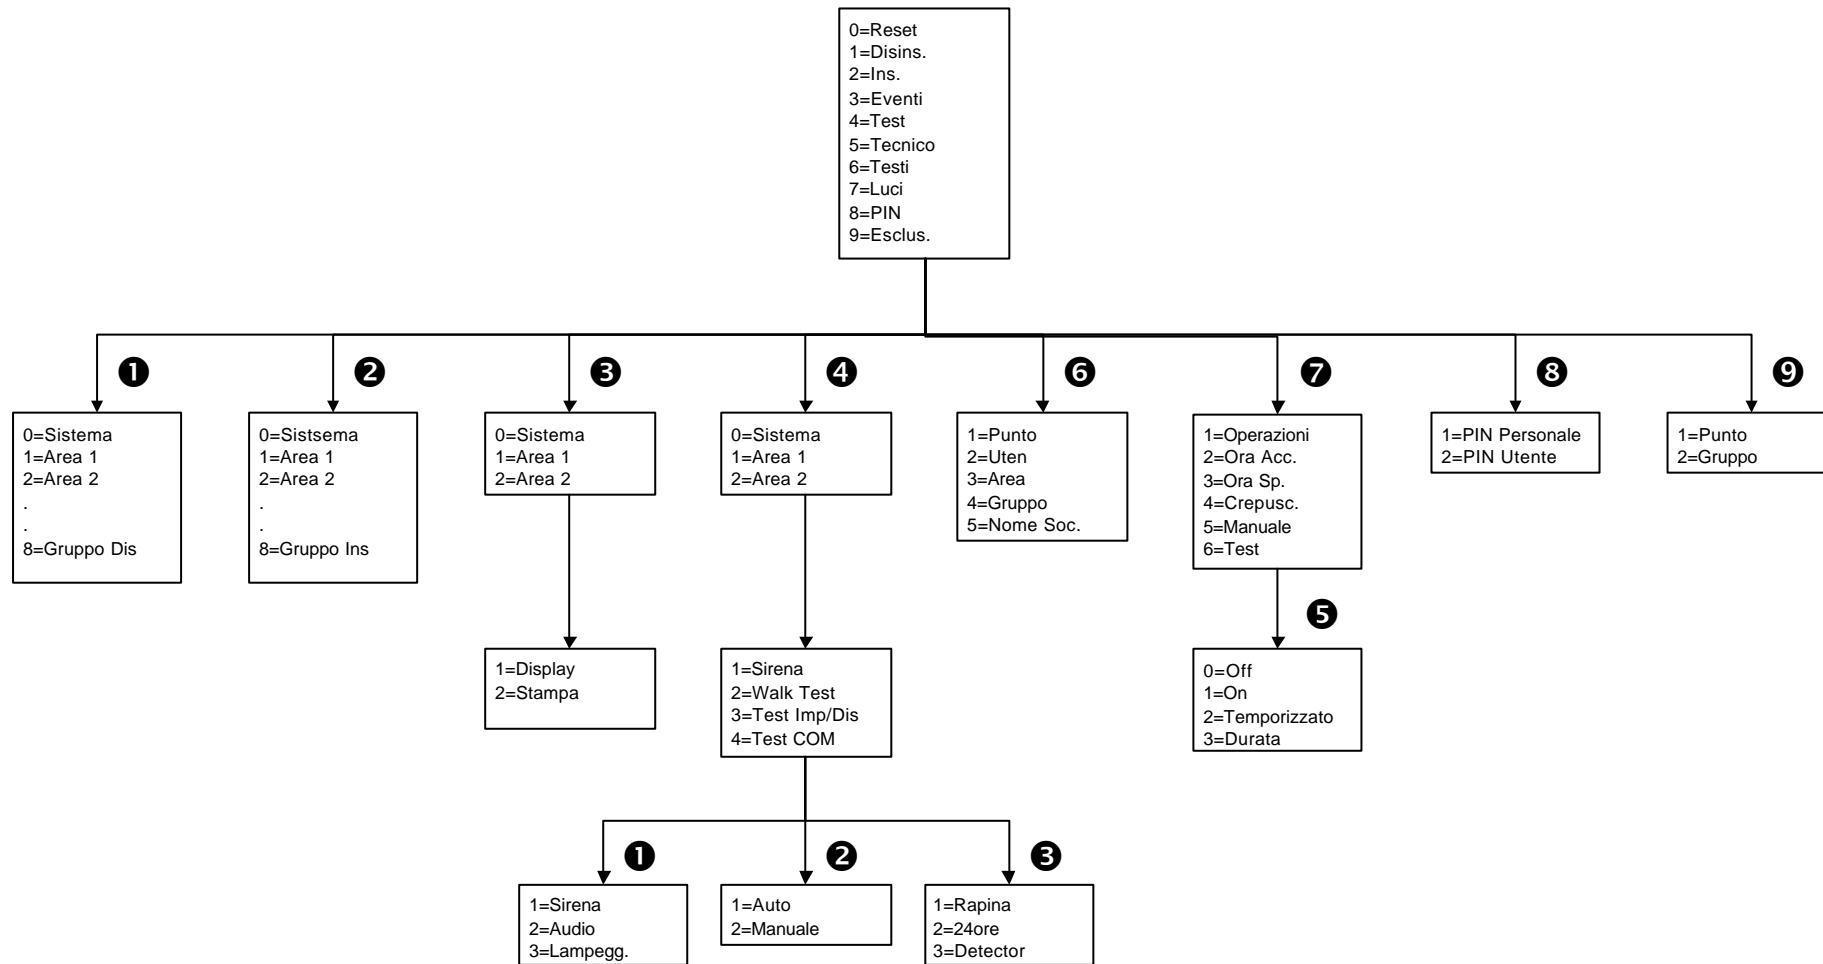 0=Reset
1=Disins.
2=Ins.
3=Eventi
4=Test
5=Tecnico
6=Testi
7=Luci
8=PIN
9=Esclus.
❶
❷
❸
❹
❻
❼
❽
❾
0=Sistema
1=Area 1
2=Area 2
.
.
8=Gruppo Dis
0=Sistsema
1=Area 1
2=Area 2
.
.
8=Gruppo Ins
0=Sistema
1=Area 1
2=Area 2
0=Sistema
1=Area 1
2=Area 2
1=Punto
2=Uten
3=Area
4=Gruppo
5=Nome Soc.
1=Operazioni
2=Ora Acc.
3=Ora Sp.
4=Crepusc.
5=Manuale
6=Test
1=PIN Personale
2=PIN Utente
1=Punto
2=Gruppo
❺
1=Display
2=Stampa
1=Sirena
2=Walk Test
3=Test Imp/Dis
4=Test COM
0=Off
1=On
2=Temporizzato
3=Durata
❶
❷
❸
1=Sirena
2=Audio
3=Lampegg.
1=Auto
2=Manuale
1=Rapina
2=24ore
3=Detector